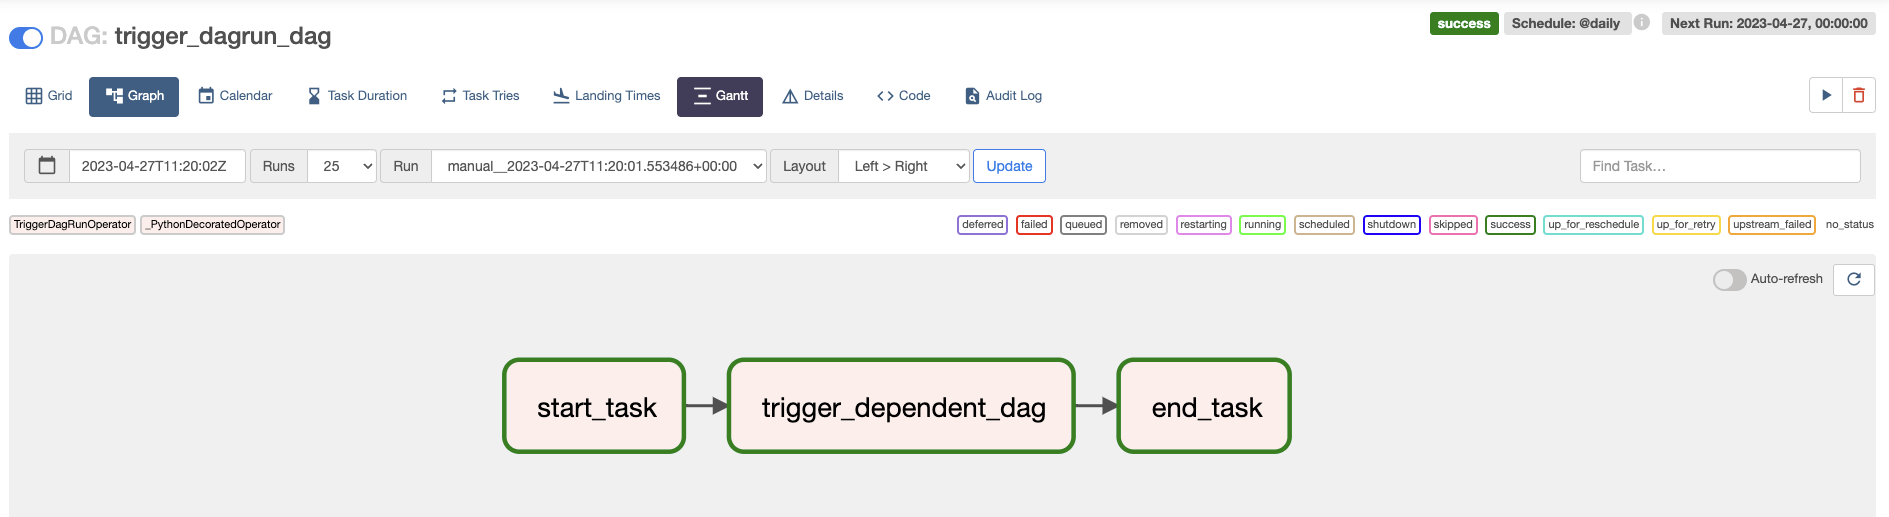 DAG: trigger_dagrun_dag
success Schedule: @daily i Next Run: 2023-04-27, 00:00:00
Grid Graph Calendar Task Duration Task Tries Landing Times Gantt Details Code Audit Log
2023-04-27T11:20:02Z Runs 25 Run manual__2023-04-27T11:20:01.553486+00:00 Layout Left > Right Update Find Task...
TriggerDagRunOperator _PythonDecoratedOperator deferred failed queued removed restarting running scheduled shutdown skipped success up_for_reschedule up_for_retry upstream_failed no_status
Auto-refresh
start_task trigger_dependent_dag end_task